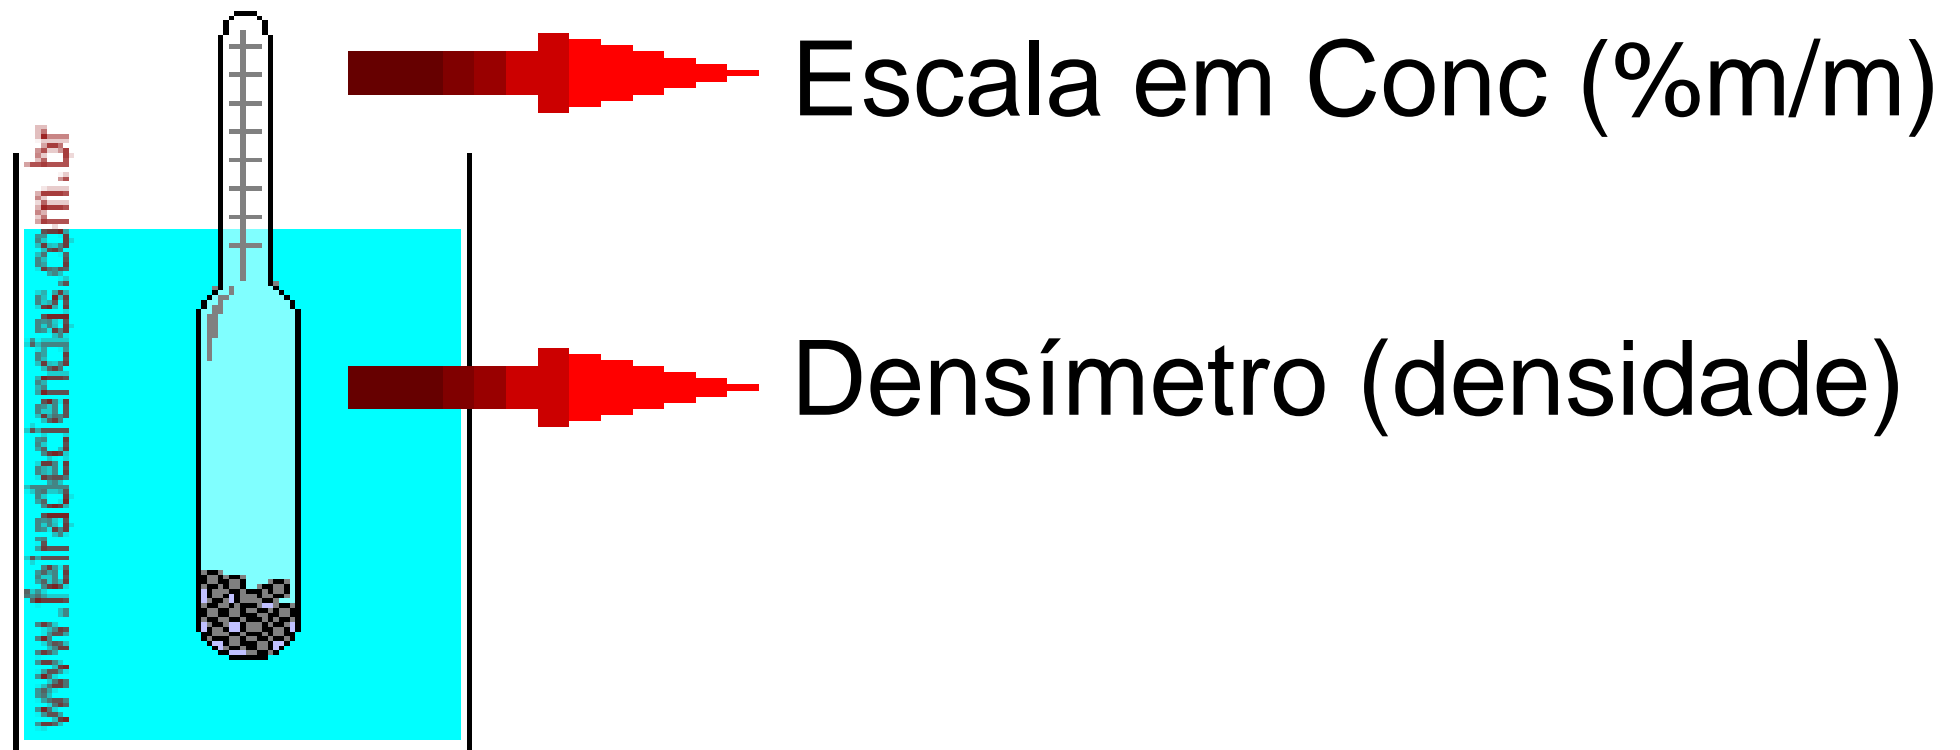 Escala em Conc (%m/m)
Densímetro (densidade)
www.feiradeciencias.com.br